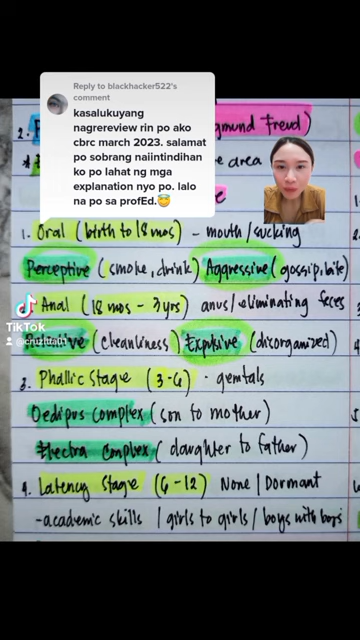 Reply to blackhacker522's
comment
kasalukuyang
nagrereview rin po ako
cbrc march 2023. salamat
po sobrang naiintindihan
ko po lahat ng mga
explanation nyo po. lalo
na po sa profEd.😇
2.
Freud)
area
1. Oral (birth to 18 mos) - mouth/sucking
Perceptive (smoke, drink) Aggressive (gossip, bite)
Anal (18 mos - 3 yrs) anus/eliminating feces
(cleanliness) Expulsive (disorganized)
3. Phallic Stage (3-6) - genitals
Oedipus Complex (son to mother)
Electra Complex (daughter to father)
4. Latency Stage (6-12) None | Dormant
-academic skills | girls to girls / boys with boys
TikTok